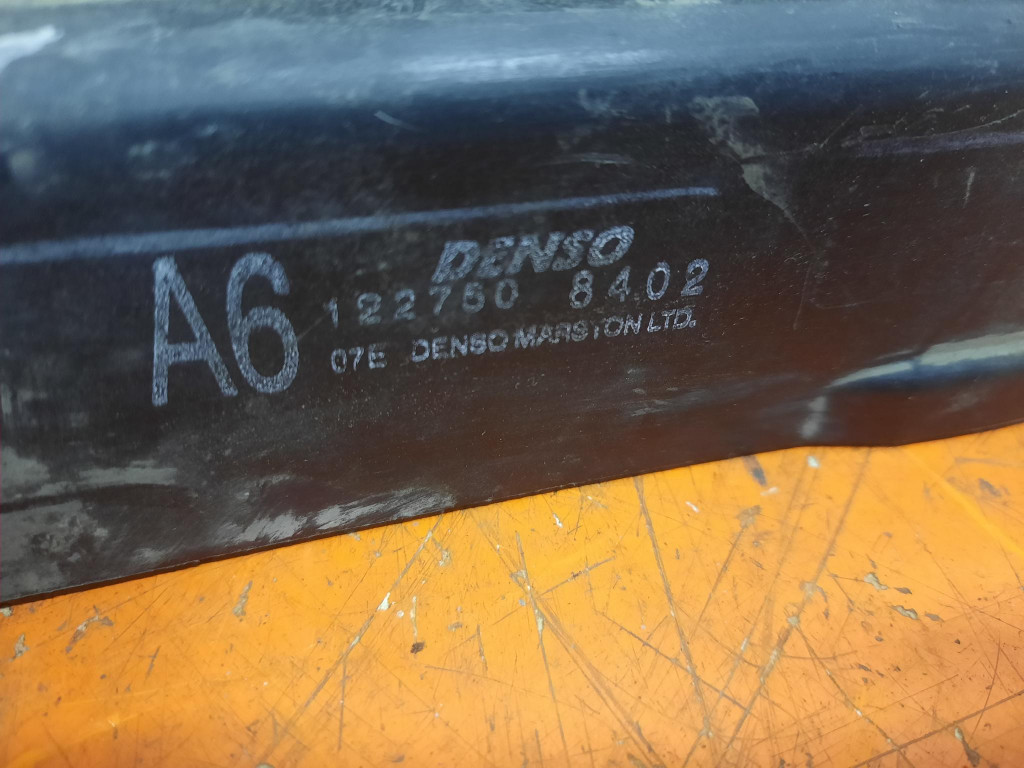 A6
DENSO
122750 8402
07E DENSO MARSTON LTD.